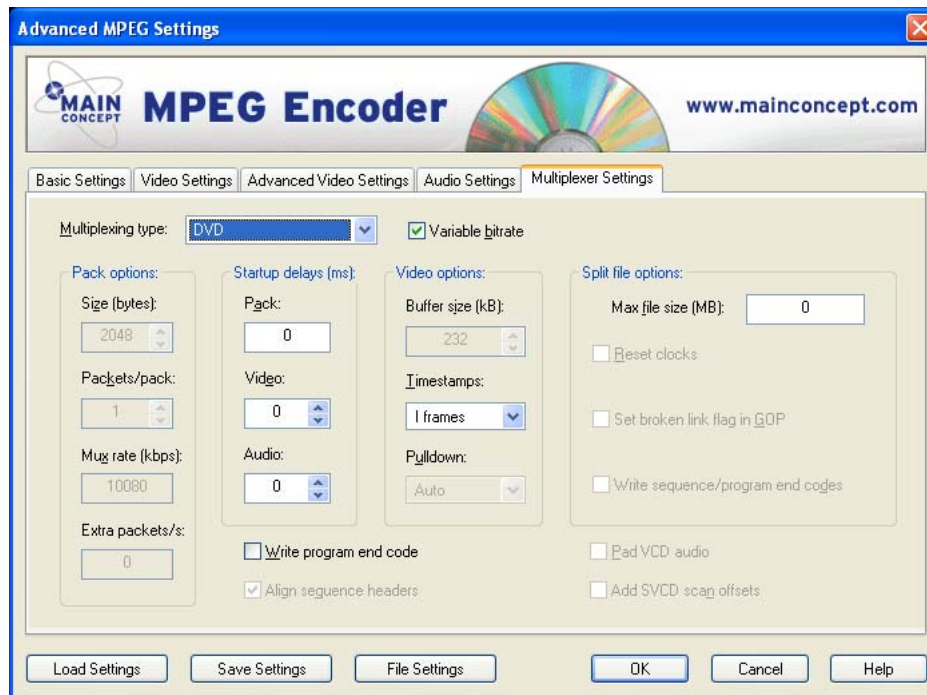 Advanced MPEG Settings
MAIN CONCEPT
MPEG Encoder
www.mainconcept.com
Basic Settings
Video Settings
Advanced Video Settings
Audio Settings
Multiplexer Settings
Multiplexing type:
DVD
Variable bitrate
Pack options:
Size (bytes):
2048
Packets/pack:
1
Mux rate (kbps):
10080
Extra packets/s:
0
Startup delays (ms):
Pack:
0
Video:
0
Audio:
0
Video options:
Buffer size (kB):
232
Timestamps:
I frames
Pulldown:
Auto
Split file options:
Max file size (MB):
0
Reset clocks
Set broken link flag in GOP
Write sequence/program end codes
Write program end code
Align sequence headers
Pad VCD audio
Add SVCD scan offsets
Load Settings
Save Settings
File Settings
OK
Cancel
Help